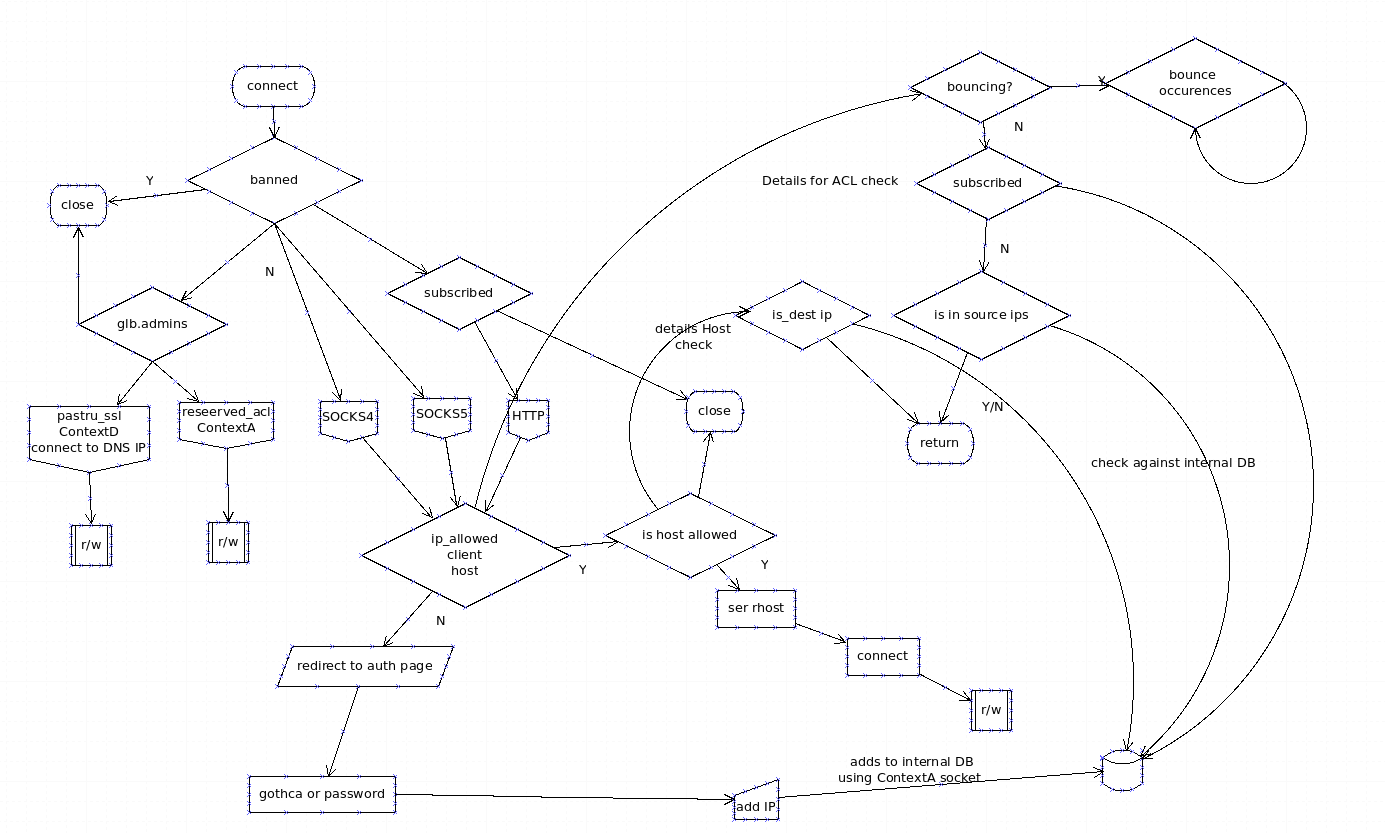 bounce
occurences
connect
bouncing?
Y
N
banned
Y
Details for ACL check
subscribed
close
N
N
subscribed
glb.admins
details Host
check
is_dest ip
is in source ips
Y/N
pastru_ssl
ContextD
connect to DNS IP
reseerved_acl
ContextA
SOCKS4
SOCKS5
HTTP
close
return
check against internal DB
r/w
r/w
ip_allowed
client
host
Y
is host allowed
Y
ser rhost
N
redirect to auth page
connect
r/w
gothca or password
add IP
adds to internal DB
using ContextA socket